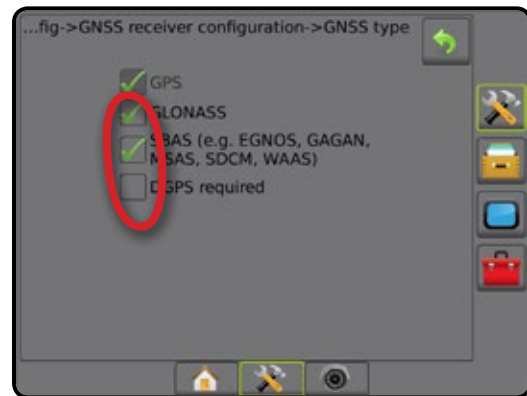 ...fig->GNSS receiver configuration->GNSS type
GPS
GLONASS
SBAS (e.g. EGNOS, GAGAN,
MSAS, SDCM, WAAS)
DGPS required